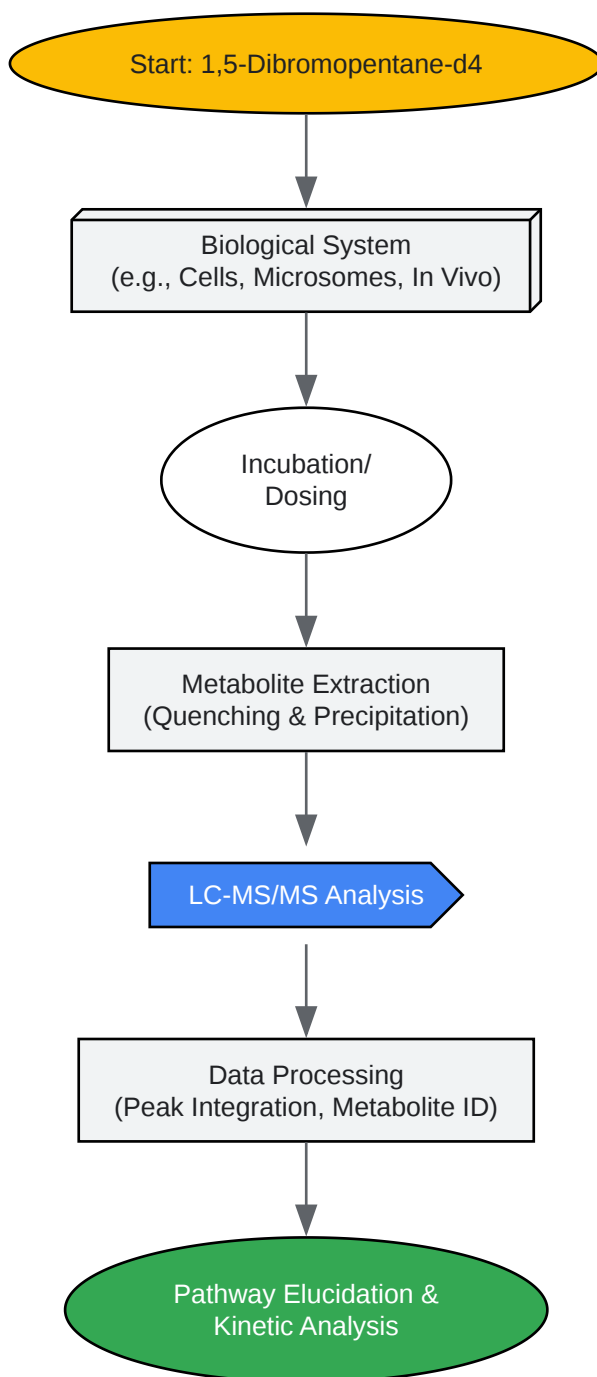 Start: 1,5-Dibromopentane-d4
Biological System
(e.g., Cells, Microsomes, In Vivo)
Incubation/
Dosing
Metabolite Extraction
(Quenching & Precipitation)
LC-MS/MS Analysis
Data Processing
(Peak Integration, Metabolite ID)
Pathway Elucidation &
Kinetic Analysis